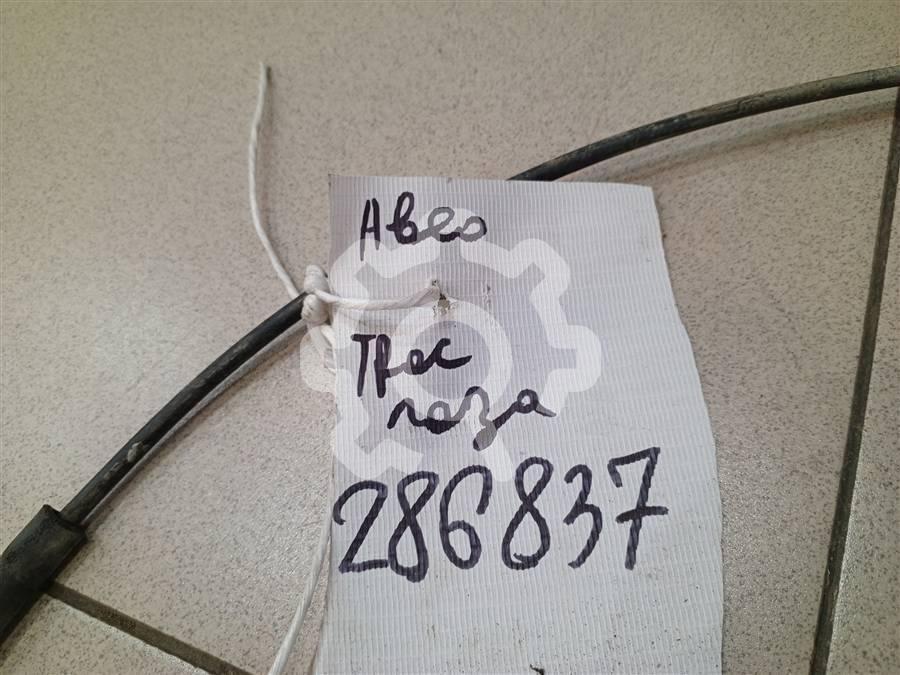 Авео
Трос
газа
286837